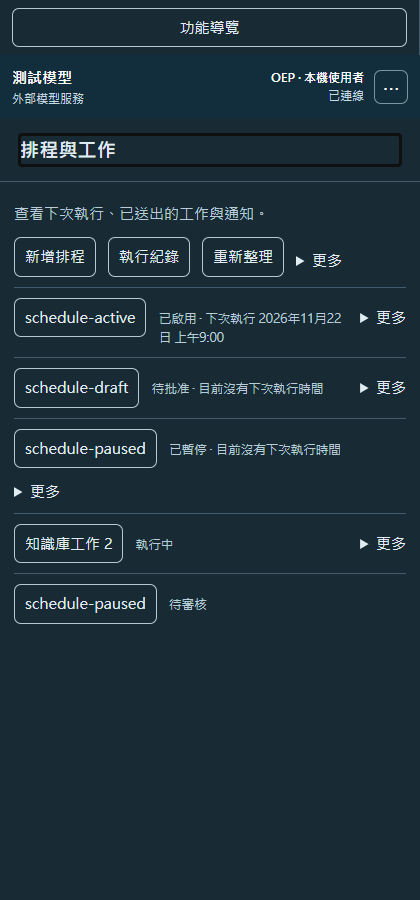 功能導覽
測試模型
外部模型服務
OEP · 本機使用者
已連線
...
排程與工作
查看下次執行、已送出的工作與通知。
新增排程 執行紀錄 重新整理 ▶ 更多
schedule-active 已啟用 · 下次執行 2026年11月22
日 上午9:00
▶ 更多
schedule-draft 待批准 · 目前沒有下次執行時間 ▶ 更多
schedule-paused 已暫停 · 目前沒有下次執行時間
▶ 更多
知識庫工作 2 執行中 ▶ 更多
schedule-paused 待審核